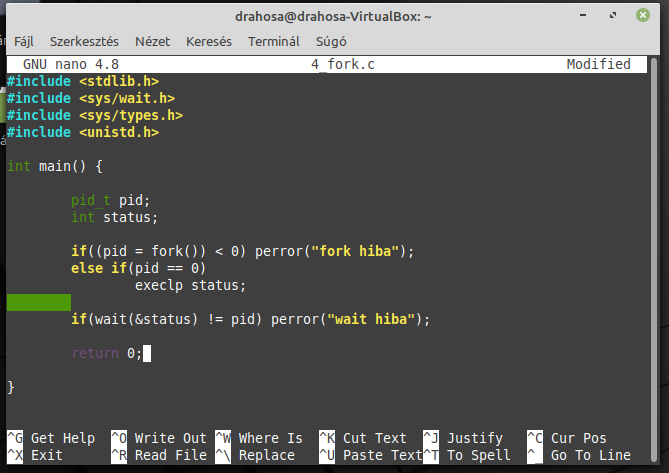 drahosa@drahosa-VirtualBox: ~
Fájl Szerkesztés Nézet Keresés Terminál Súgó
GNU nano 4.8 4_fork.c Modified
#include <stdlib.h>
#include <sys/wait.h>
#include <sys/types.h>
#include <unistd.h>
int main() {
pid_t pid;
int status;
if((pid = fork()) < 0) perror("fork hiba");
else if(pid == 0)
execlp status;
if(wait(&status) != pid) perror("wait hiba");
return 0;
}
^G Get Help ^O Write Out ^W Where Is ^K Cut Text ^J Justify ^C Cur Pos
^X Exit ^R Read File ^\ Replace ^U Paste Text ^T To Spell ^_ Go To Line